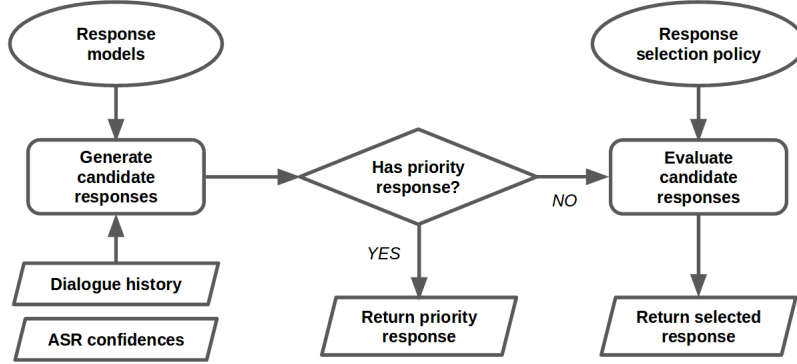 Response
models
Response
selection policy
Generate
candidate
responses
Has priority
response?
Evaluate
candidate
responses
NO
YES
Dialogue history
ASR confidences
Return priority
response
Return selected
response